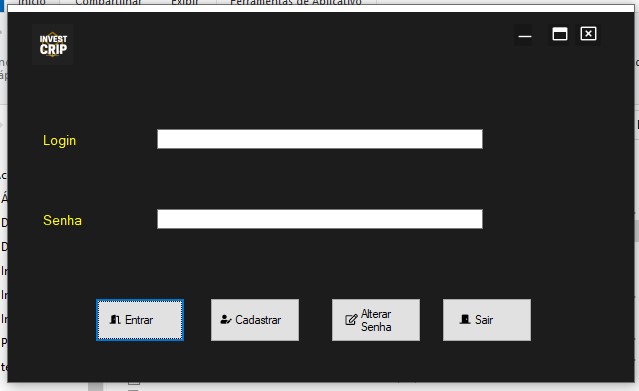 Início Compartilhar Exibir Ferramentas de Aplicativo
INVEST
CRIP
Login
Senha
Entrar
Cadastrar
Alterar
Senha
Sair